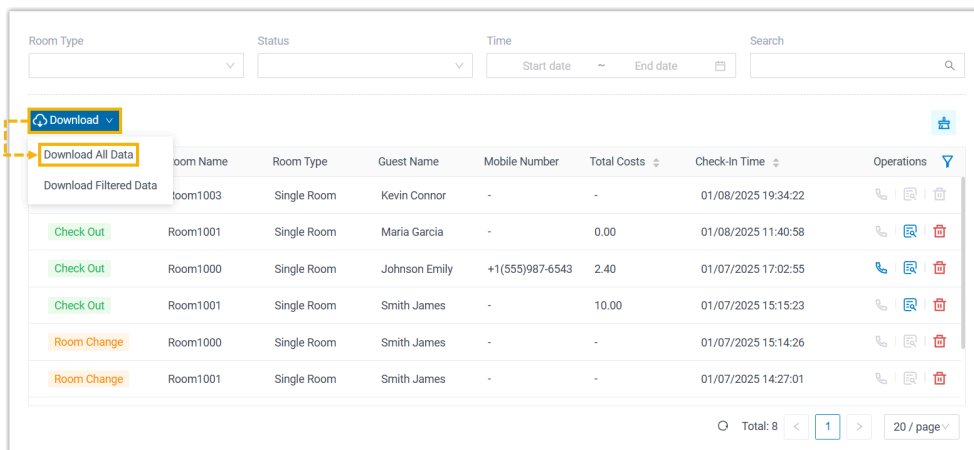 Room Type Status Time Search
Start date ~ End date
Download
Download All Data
Download Filtered Data
Room Name Room Type Guest Name Mobile Number Total Costs Check-In Time Operations
Room1003 Single Room Kevin Connor - - 01/08/2025 19:34:22
Check Out Room1001 Single Room Maria Garcia - 0.00 01/08/2025 11:40:58
Check Out Room1000 Single Room Johnson Emily +1(555)987-6543 2.40 01/07/2025 17:02:55
Check Out Room1001 Single Room Smith James - 10.00 01/07/2025 15:15:23
Room Change Room1000 Single Room Smith James - - 01/07/2025 15:14:26
Room Change Room1001 Single Room Smith James - - 01/07/2025 14:27:01
Total: 8 < 1 > 20 / page